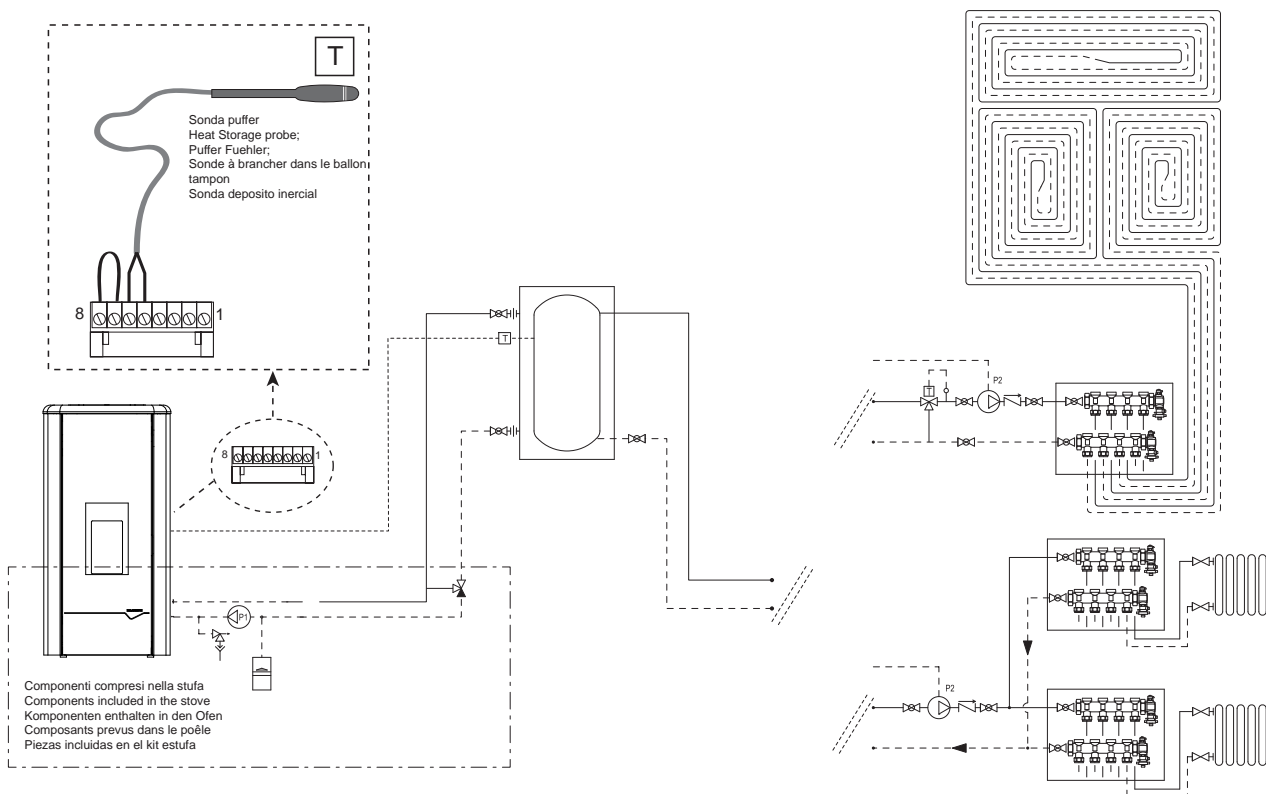 T
Sonda puffer
Heat Storage probe;
Puffer Fuehler;
Sonde à brancher dans le ballon
tampon
Sonda deposito inercial
8
1
T
8
1
P1
Componenti compresi nella stufa
Components included in the stove
Komponenten enthalten in den Ofen
Composants prevus dans le poêle
Piezas incluidas en el kit estufa
T
P2
P2